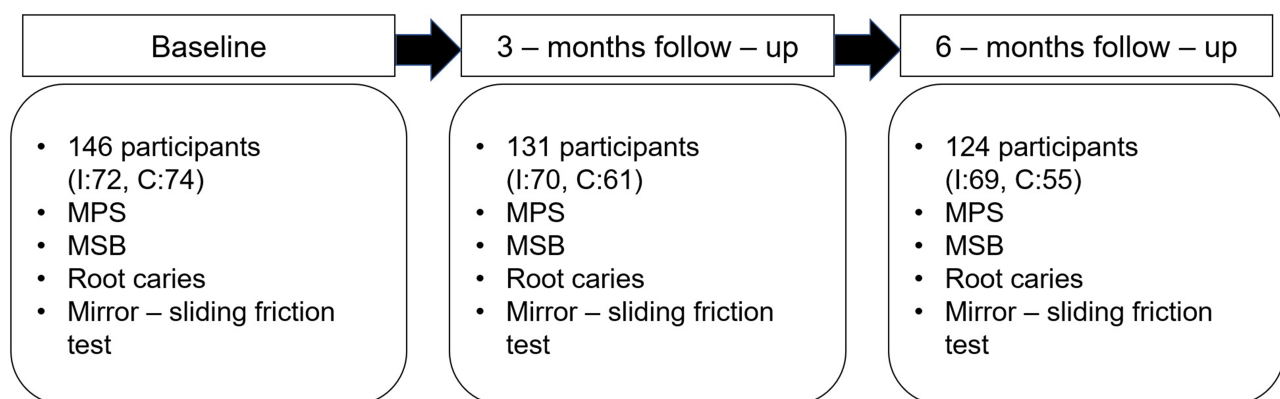 Baseline
3 – months follow – up
6 – months follow – up
• 146 participants
(I:72, C:74)
• MPS
• MSB
• Root caries
• Mirror – sliding friction
test
• 131 participants
(I:70, C:61)
• MPS
• MSB
• Root caries
• Mirror – sliding friction
test
• 124 participants
(I:69, C:55)
• MPS
• MSB
• Root caries
• Mirror – sliding friction
test